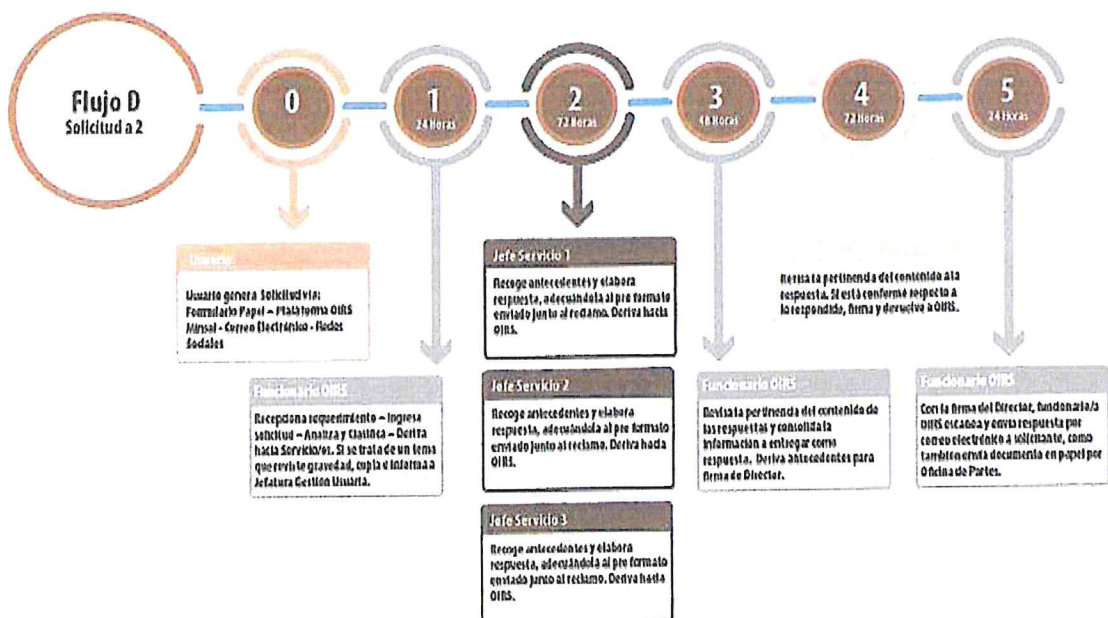 Flujo D
Solicitud a 2
0
1
24 Horas
2
72 Horas
3
48 Horas
4
72 Horas
5
24 Horas
Usuario
Usuario genera Solicitud vía:
Formulario Papel – Plataforma OIRS
Minsal - Correo Electrónico - Redes
Sociales
Funcionario OIRS
Recepciona requerimiento – Ingresa
solicitud – Analiza y Clasifica – Deriva
hacia Servicio/os. Si se trata de un tema
que reviste gravedad, copia e informa a
Jefatura Gestión Usuaria.
Jefe Servicio 1
Recoge antecedentes y elabora
respuesta, adecuándola al pre formato
enviado junto al reclamo. Deriva hacia
OIRS.
Jefe Servicio 2
Recoge antecedentes y elabora
respuesta, adecuándola al pre formato
enviado junto al reclamo. Deriva hacia
OIRS.
Jefe Servicio 3
Recoge antecedentes y elabora
respuesta, adecuándola al pre formato
enviado junto al reclamo. Deriva hacia
OIRS.
Funcionario OIRS
Revisa la pertinencia del contenido de
las respuestas y consolida la
información a entregar como
respuesta. Deriva antecedentes para
firma de Director.
Revisa la pertinencia del contenido a la
respuesta. Si está conforme respecto a
lo respondido, firma y devuelve a OIRS.
Funcionario OIRS
Con la firma del Director, funcionario/a
OIRS escanea y envía respuesta por
correo electrónico a solicitante, como
también envía documento en papel por
Oficina de Partes.